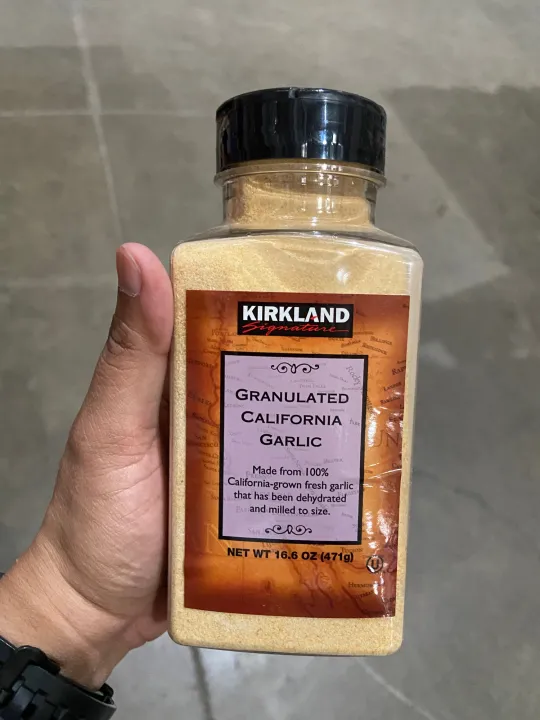 KIRKLAND
Signature
GRANULATED
CALIFORNIA
GARLIC
Made from 100%
California-grown fresh garlic
that has been dehydrated
and milled to size.
NET WT 16.6 OZ (471g)
U